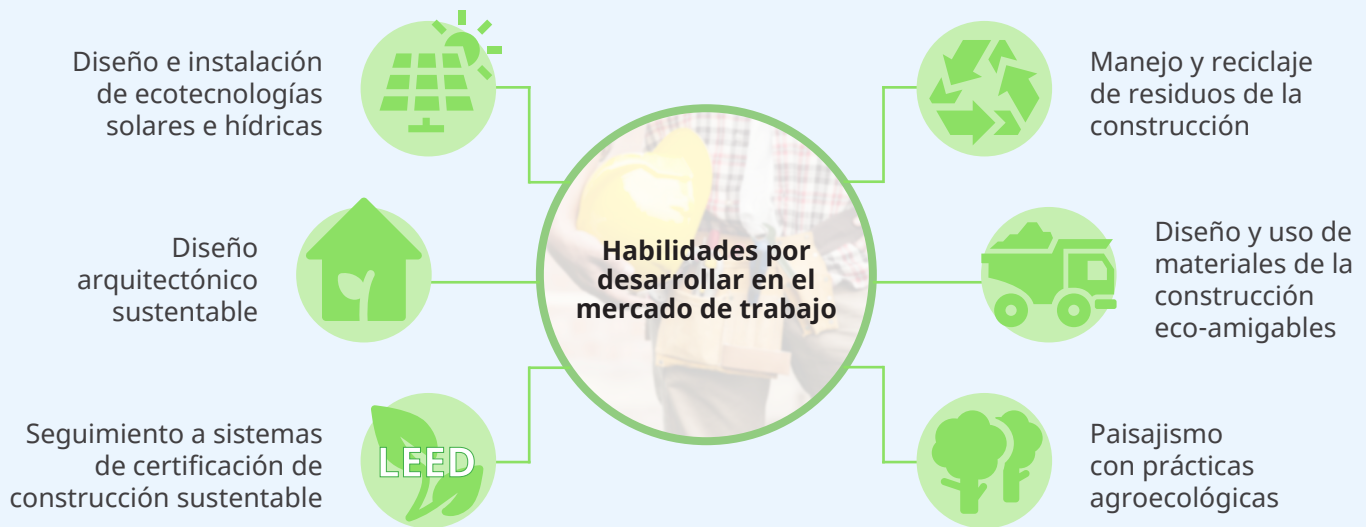 Diseño e instalación
de ecotecnologías
solares e hídricas
Diseño
arquitectónico
sustentable
Seguimiento a sistemas
de certificación de
construcción sustentable
LEED
Habilidades por
desarrollar en el
mercado de trabajo
Manejo y reciclaje
de residuos de la
construcción
Diseño y uso de
materiales de la
construcción
eco-amigables
Paisajismo
con prácticas
agroecológicas